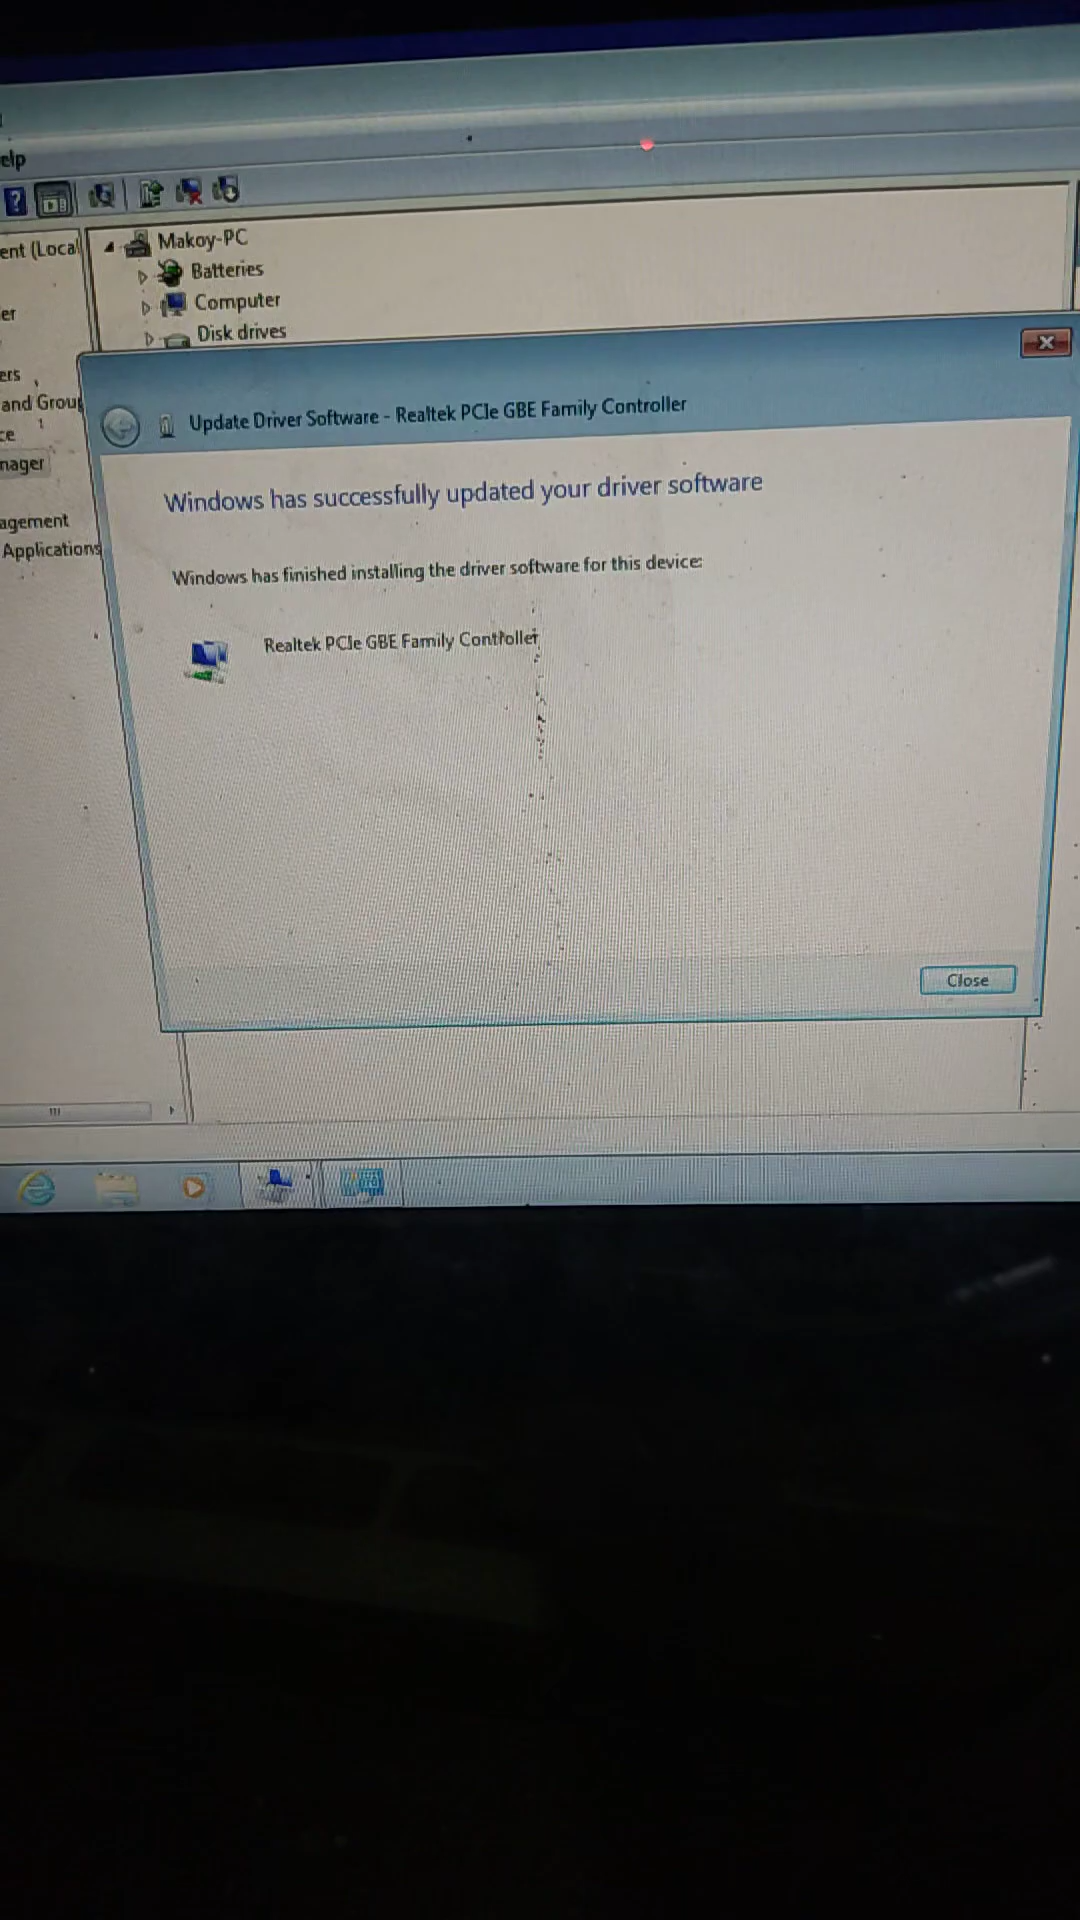 elp
ent (Local
er
ers
and Group
ce
nager
agement
Applications
Makoy-PC
Batteries
Computer
Disk drives
Update Driver Software - Realtek PCIe GBE Family Controller
Windows has successfully updated your driver software
Windows has finished installing the driver software for this device:
Realtek PCIe GBE Family Controller
Close